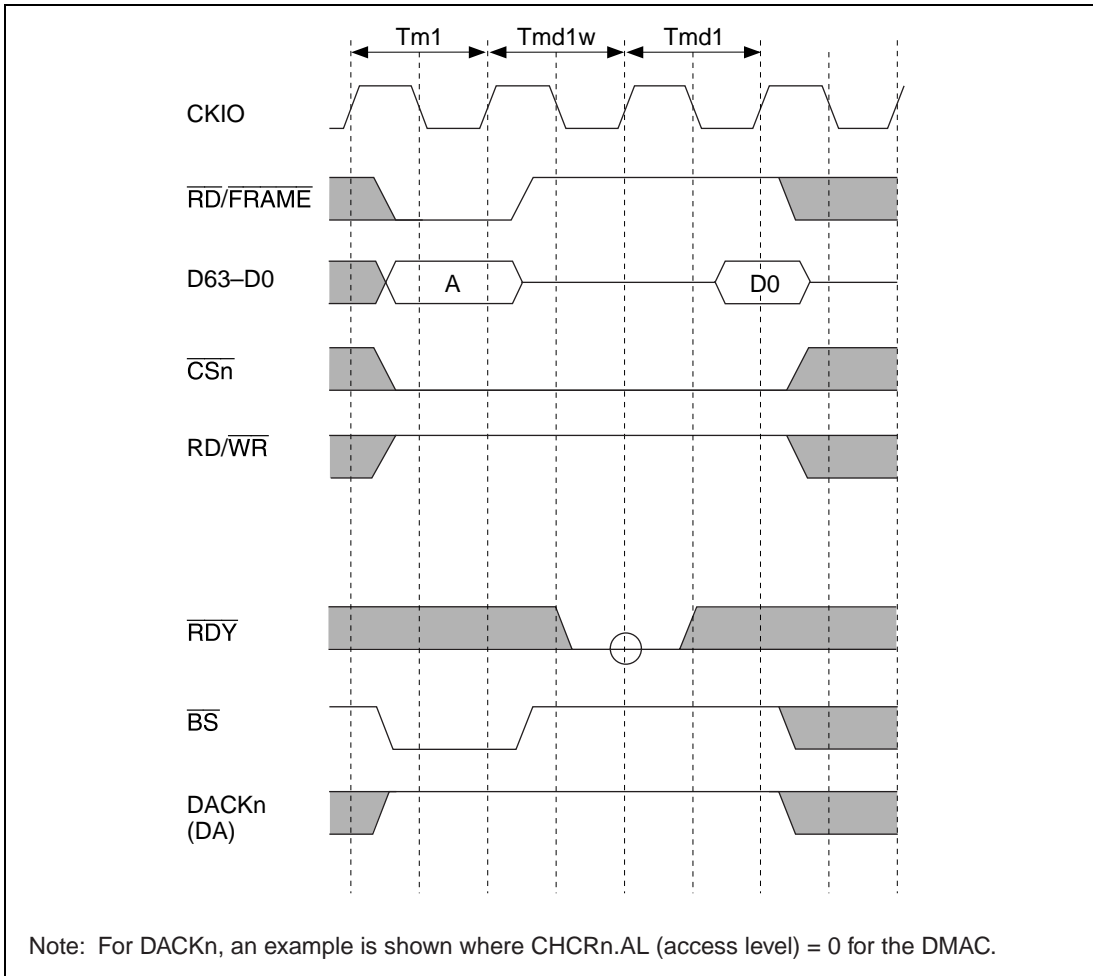 Tm1 Tmd1w Tmd1
CKIO
RD/FRAME
D63–D0
A
D0
CSn
RD/WR
RDY
BS
DACKn
(DA)
Note: For DACKn, an example is shown where CHCRn.AL (access level) = 0 for the DMAC.